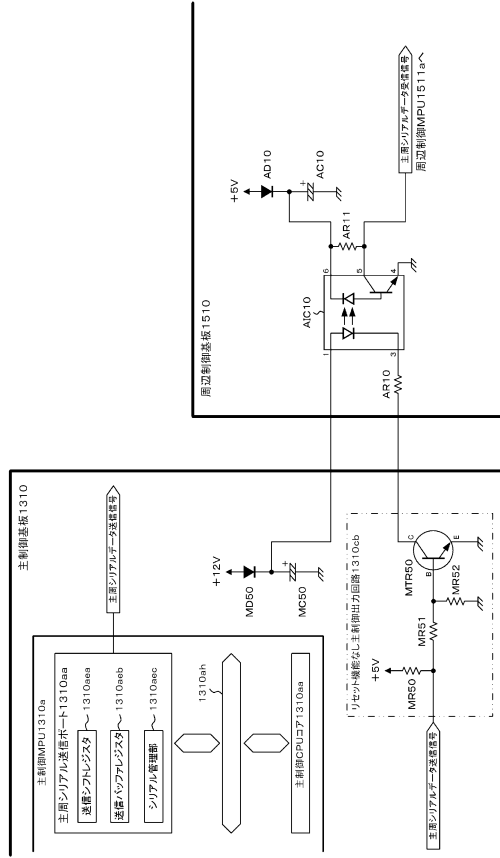 主制御基板1310
主制御MPU1310a
主周シリアル送信ポート1310aa
送信シフトレジスタ
1310aea
送信バッファレジスタ
1310aeb
シリアル管理部
1310aec
1310ah
主制御CPUコア1310aa
主周シリアルデータ送信信号
+12V
MD50
MC50
+
リセット機能なし主制御出力回路1310cb
主周シリアルデータ送信信号
+5V
MR50
MR51
MR52
MTR50
B
C
E
周辺制御基板1510
AR10
AIC10
1
3
4
5
6
AR11
+5V
AD10
AC10
+
主周シリアルデータ受信信号
周辺制御MPU1511aへ